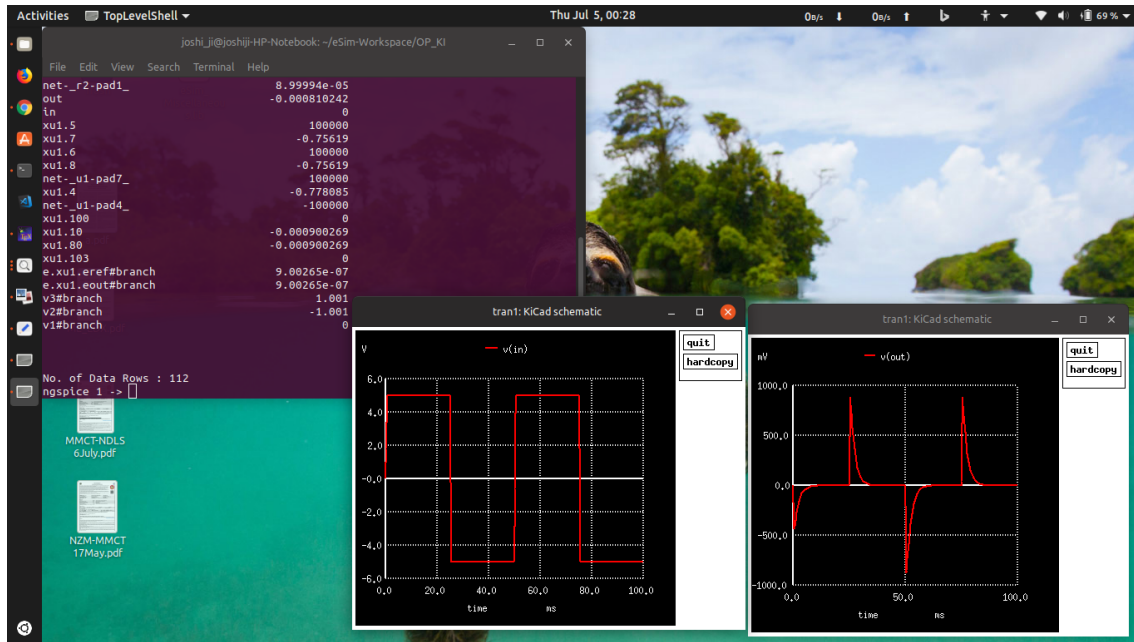 Activities TopLevelShell Thu Jul 5, 00:28 0B/s 0B/s 69 %
joshi_ji@joshiji-HP-Notebook: ~/eSim-Workspace/OP_KI
File Edit View Search Terminal Help
net-_r2-pad1_ 8.99994e-05
out -0.000810242
in 0
xu1.5 100000
xu1.7 -0.75619
xu1.6 100000
xu1.8 -0.75619
net-_u1-pad7_ 100000
xu1.4 -0.778085
net-_u1-pad4_ -100000
xu1.100 0
xu1.10 -0.000900269
xu1.80 -0.000900269
xu1.103 0
e.xu1.eref#branch 9.00265e-07
e.xu1.eout#branch 9.00265e-07
v3#branch 1.001
v2#branch -1.001
v1#branch 0
No. of Data Rows : 112
ngspice 1 ->
MMCT-NDLS
6July.pdf
NZM-MMCT
17May.pdf
tran1: KiCad schematic
quit
hardcopy
V
v(in)
6.0
4.0
2.0
-0.0
-2.0
-4.0
-6.0
0.0 20.0 40.0 60.0 80.0 100.0
time ms
tran1: KiCad schematic
quit
hardcopy
mV
v(out)
1000.0
500.0
0.0
-500.0
-1000.0
0.0 50.0 100.0
time ms